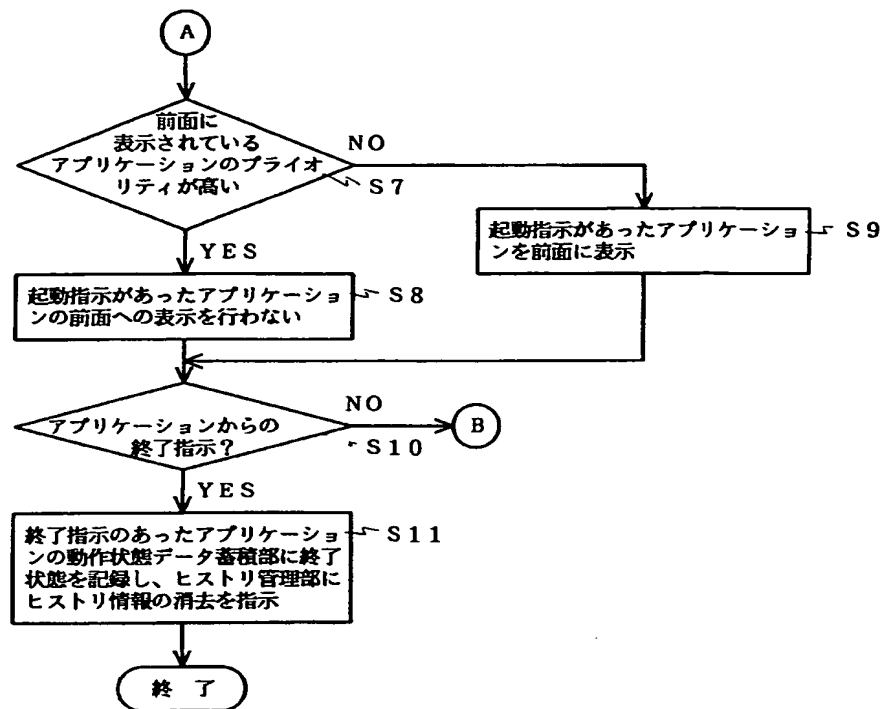 A
前面に
表示されている
アプリケーションのプライオ
リティが高い
NO
S7
YES
起動指示があったアプリケーショ
ンを前面に表示
S9
起動指示があったアプリケーショ
ンの前面への表示を行わない
S8
アプリケーションからの
終了指示?
NO
S10
B
YES
終了指示のあったアプリケーショ
ンの動作状態データ蓄積部に終了
状態を記録し、ヒストリ管理部に
ヒストリ情報の消去を指示
S11
終 了